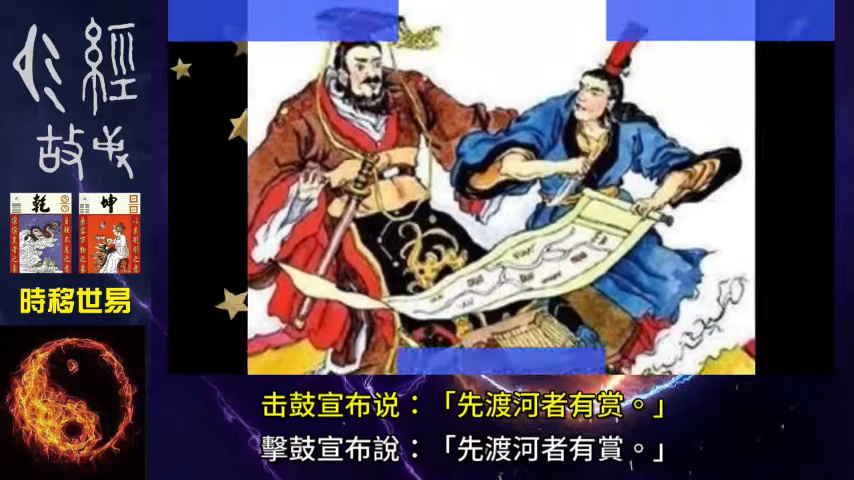 經
故事
乾
坤
時移世易
击鼓宣布说：「先渡河者有赏。」
擊鼓宣布說：「先渡河者有賞。」